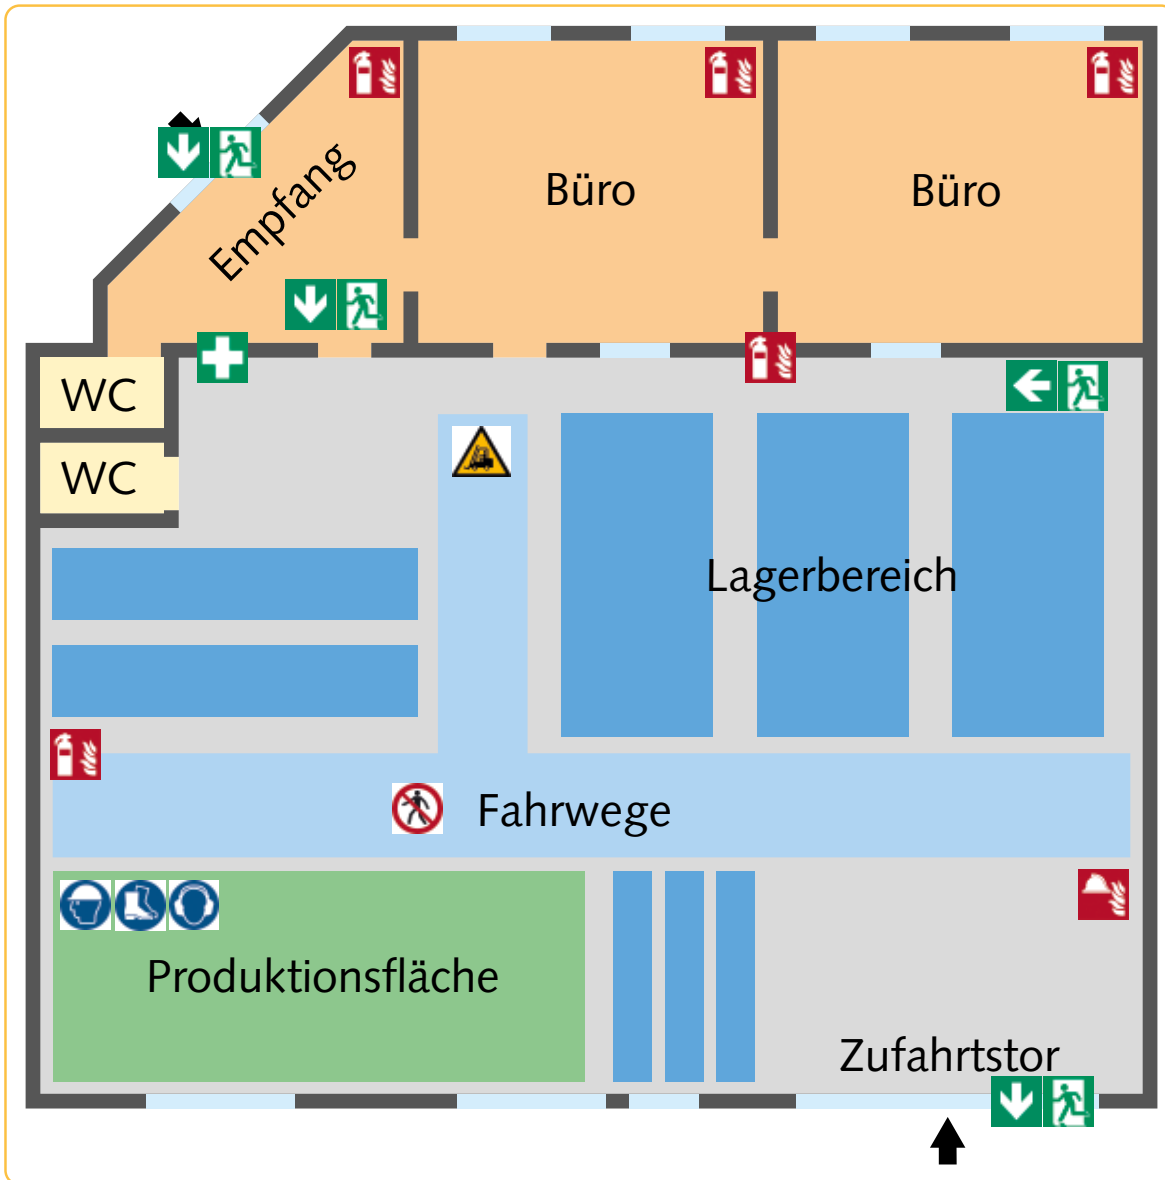 Empfang
Büro
Büro
WC
WC
Lagerbereich
Fahrwege
Produktionsfläche
Zufahrtstor